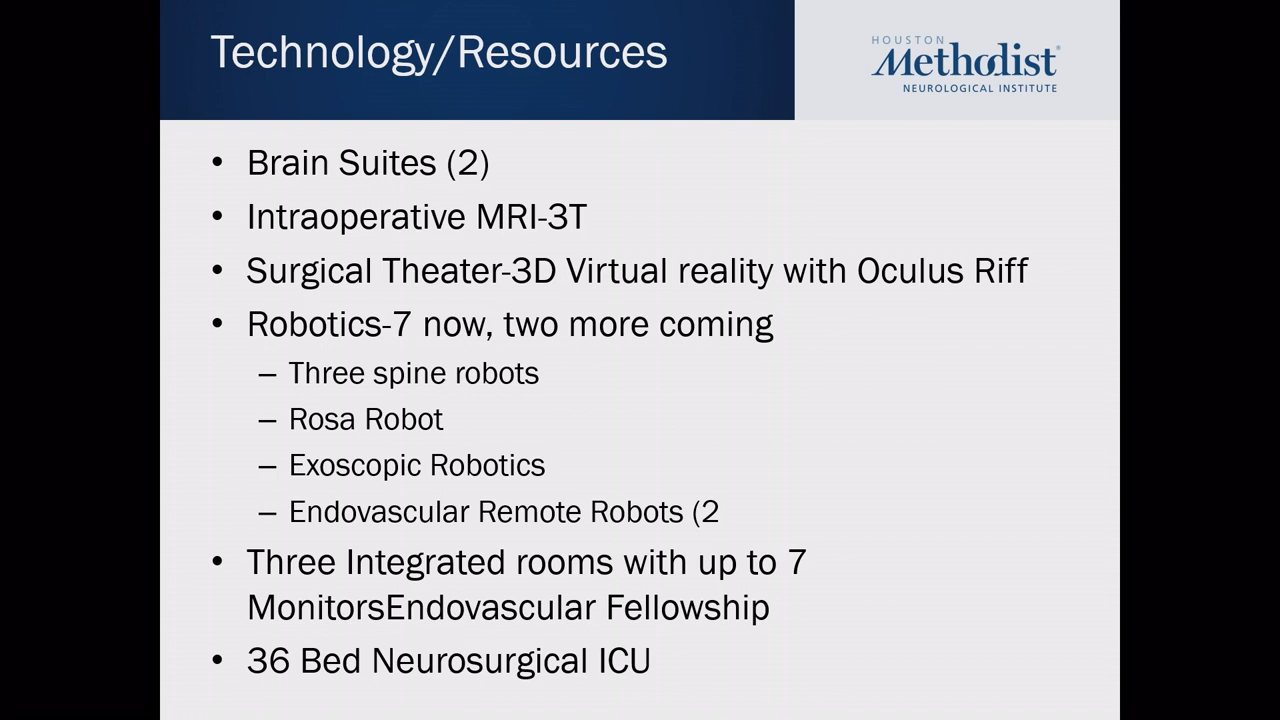 Technology/Resources
HOUSTON
Methodist®
NEUROLOGICAL INSTITUTE
• Brain Suites (2)
• Intraoperative MRI-3T
• Surgical Theater-3D Virtual reality with Oculus Riff
• Robotics-7 now, two more coming
– Three spine robots
– Rosa Robot
– Exoscopic Robotics
– Endovascular Remote Robots (2
• Three Integrated rooms with up to 7
MonitorsEndovascular Fellowship
• 36 Bed Neurosurgical ICU